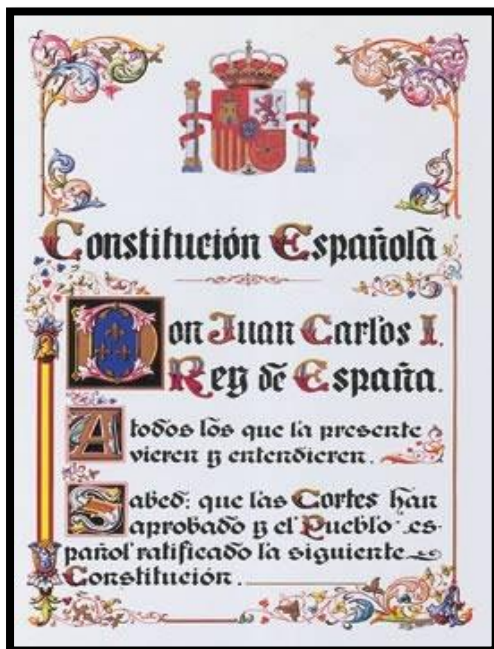 Constitución Española
Don Juan Carlos I.
Rey de España.
A todos los que la presente
vieren y entendieren.
Sabed: que las Cortes han
aprobado y el Pueblo es-
pañol ratificado la siguiente
Constitución.